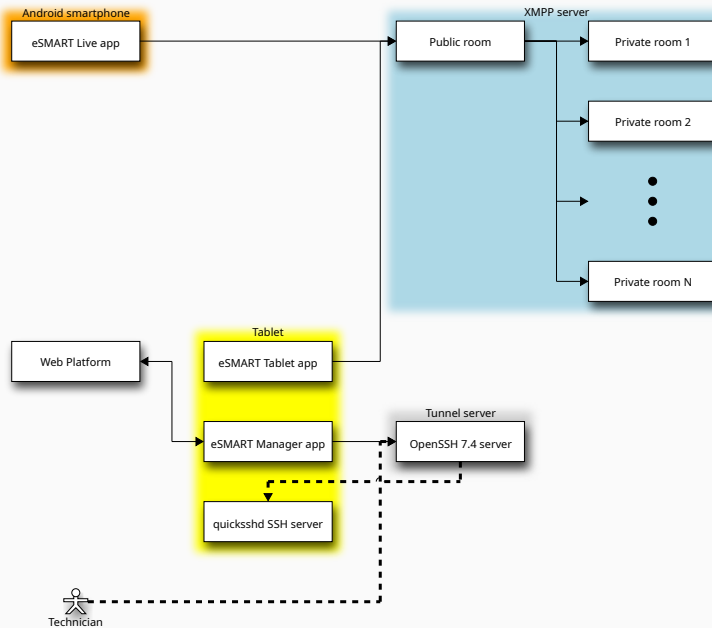 Android smartphone
XMPP server
eSMART Live app
Public room
Private room 1
Private room 2
Private room N
Tablet
Web Platform
eSMART Tablet app
Tunnel server
eSMART Manager app
OpenSSH 7.4 server
quicksshd SSH server
Technician